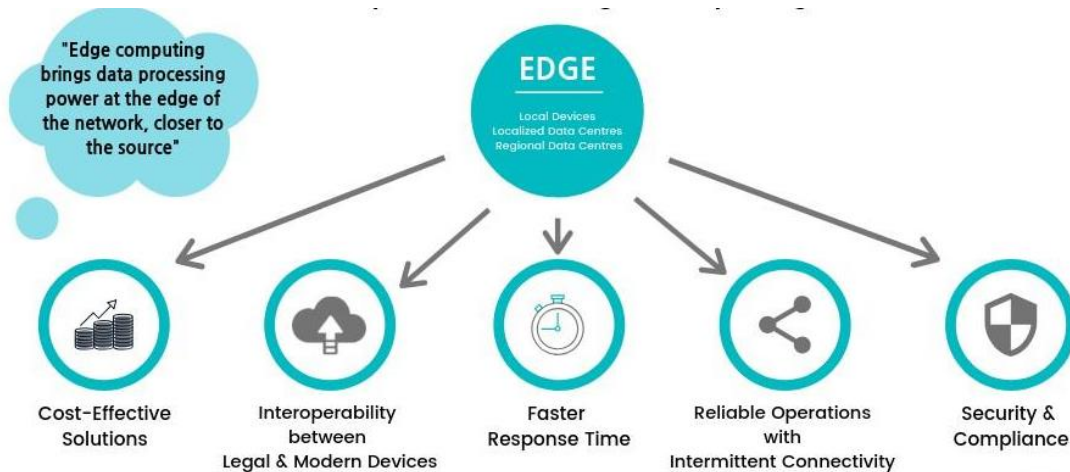 "Edge computing
brings data processing
power at the edge of
the network, closer to
the source"
EDGE
Local Devices
Localized Data Centres
Regional Data Centres
Cost-Effective
Solutions
Interoperability
between
Legal & Modern Devices
Faster
Response Time
Reliable Operations
with
Intermittent Connectivity
Security &
Compliance